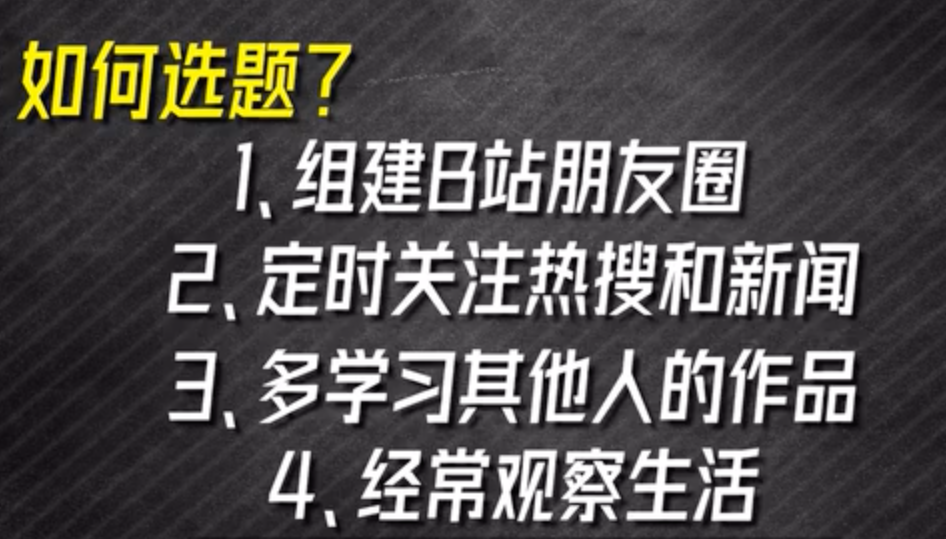 如何选题?
1、组建B站朋友圈
2、定时关注热搜和新闻
3、多学习其他人的作品
4、经常观察生活